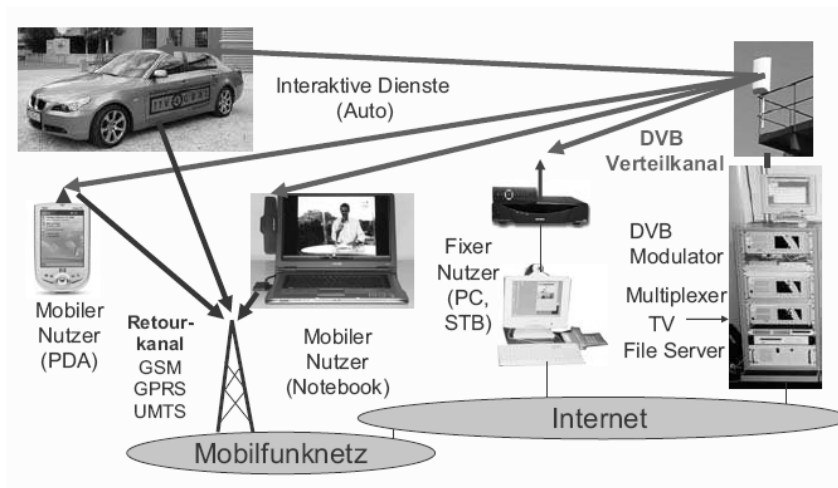 Interaktive Dienste
(Auto)
DVB
Verteilkanal
Mobiler
Nutzer
(PDA)
Retour-
kanal
GSM
GPRS
UMTS
Mobiler
Nutzer
(Notebook)
Fixer
Nutzer
(PC,
STB)
DVB
Modulator
Multiplexer
TV
File Server
Internet
Mobilfunknetz